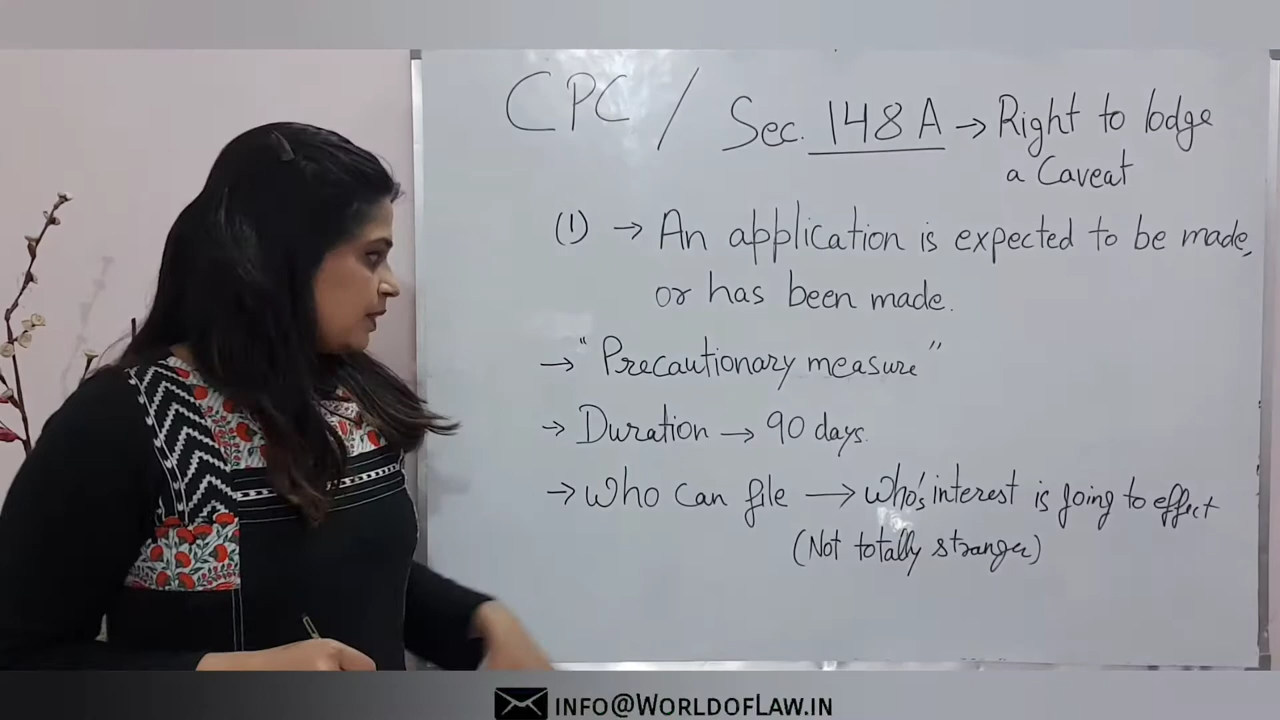 CPC / Sec. 148A → Right to lodge
a Caveat
(1) → An application is expected to be made,
or has been made.
→ "Precautionary measure"
→ Duration → 90 days.
→ Who can file → who's interest is going to effect
(Not totally stranger)
INFO@WORLDOFLAW.IN